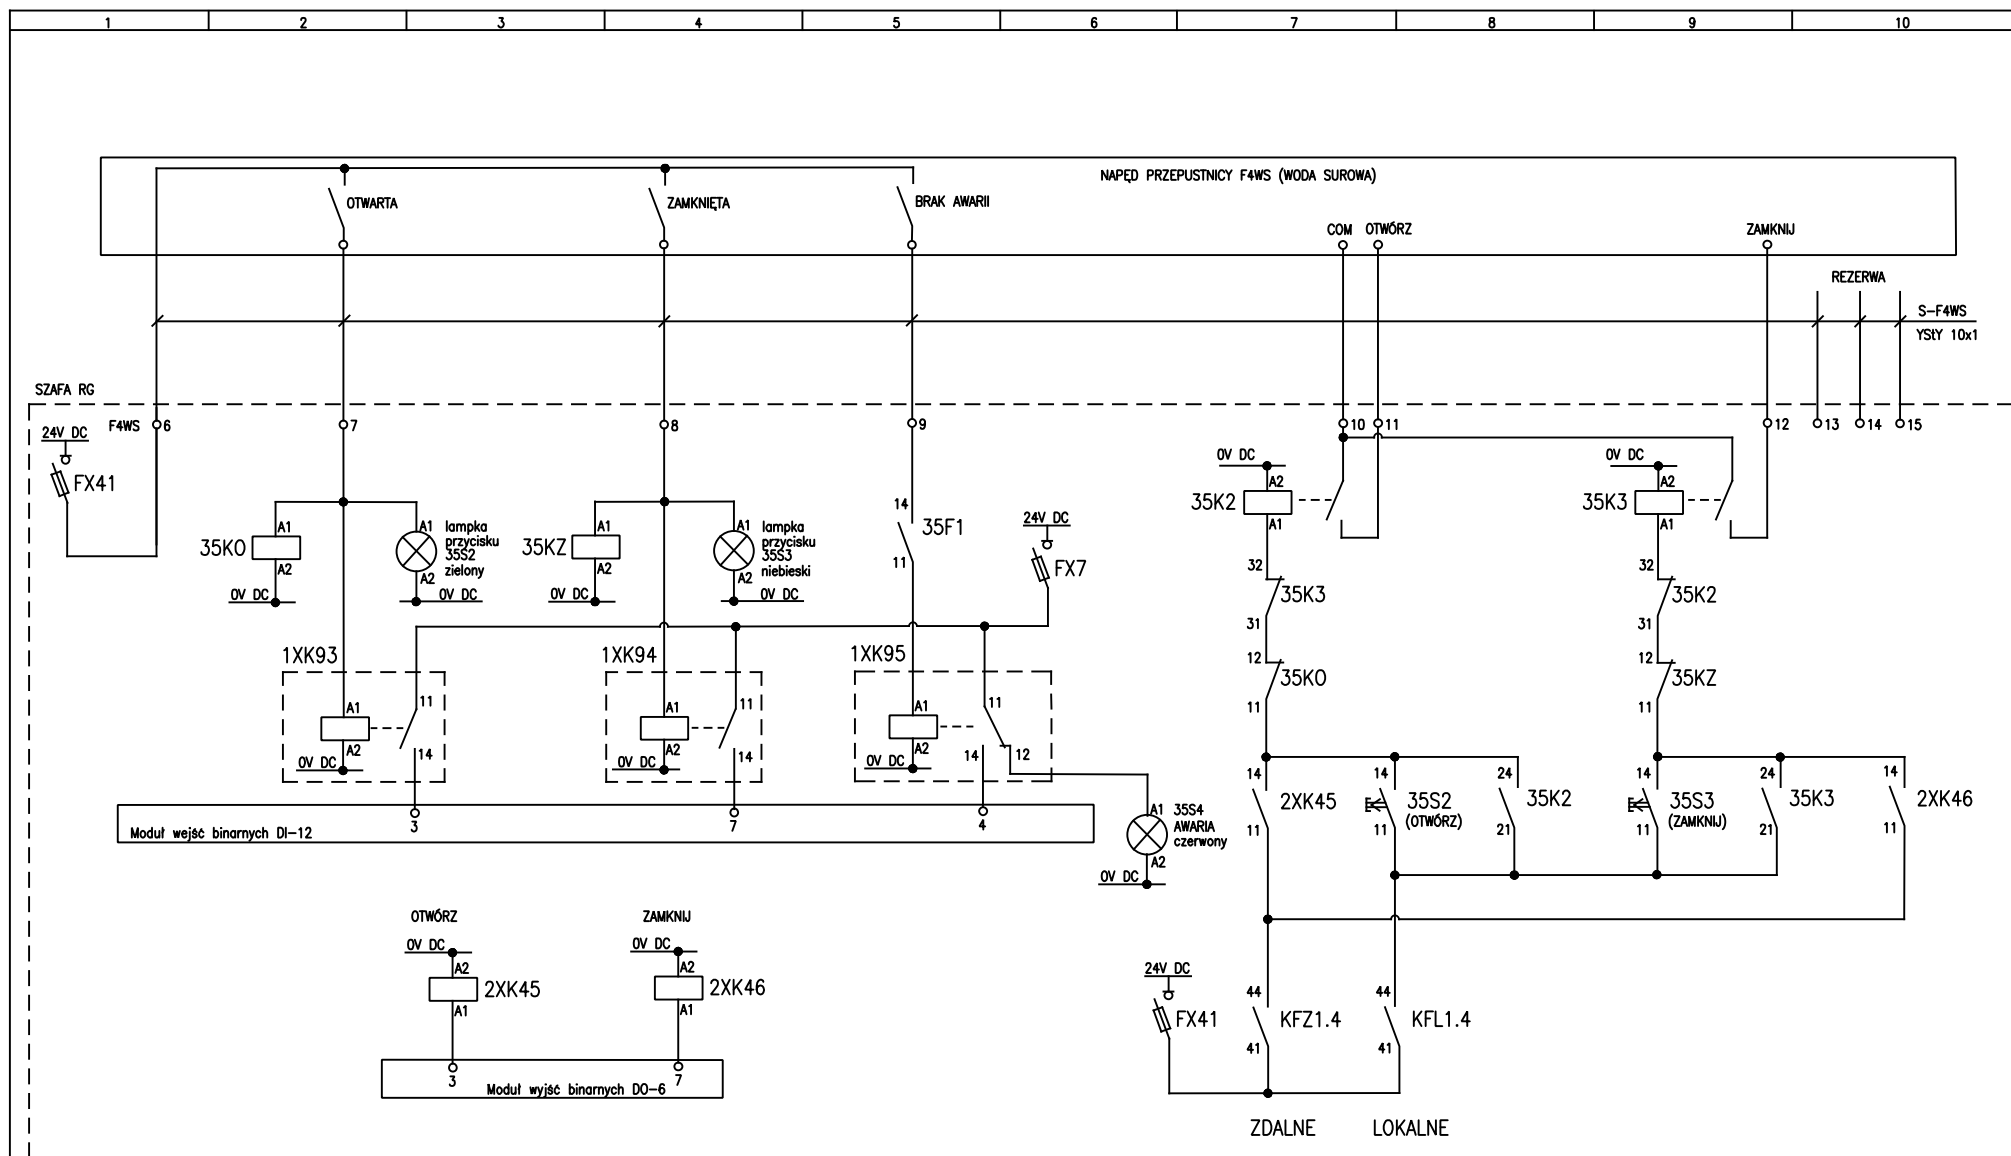 1 2 3 4 5 6 7 8 9 10
NAPĘD PRZEPUSTNICY F4WS (WODA SUROWA)
OTWARTA
ZAMKNIĘTA
BRAK AWARII
COM OTWÓRZ
ZAMKNIJ
REZERWA
S-F4WS
YStY 10x1
SZAFA RG
F4WS 6 7 8 9 10 11 12 13 14 15
24V DC
FX41
35KO
A1
A2
0V DC
A1
A2
lampka
przycisku
35S2
zielony
0V DC
35KZ
A1
A2
0V DC
A1
A2
lampka
przycisku
35S3
niebieski
0V DC
14
35F1
11
24V DC
FX7
0V DC
A2
35K2
A1
32
35K3
31
12
35KO
11
0V DC
A2
35K3
A1
32
35K2
31
12
35KZ
11
1XK93
A1
A2
0V DC
11
14
1XK94
A1
A2
0V DC
11
14
1XK95
A1
A2
0V DC
11
14
12
Moduł wejść binarnych DI-12
3
7
4
A1
A2
35S4
AWARIA
czerwony
0V DC
14
2XK45
11
14
35S2
(OTWÓRZ)
11
24
35K2
21
14
35S3
(ZAMKNIJ)
11
24
35K3
21
14
2XK46
11
OTWÓRZ
0V DC
A2
2XK45
A1
ZAMKNIJ
0V DC
A2
2XK46
A1
3
7
Moduł wyjść binarnych DO-6
24V DC
FX41
44
KFZ1.4
41
44
KFL1.4
41
ZDALNE
LOKALNE